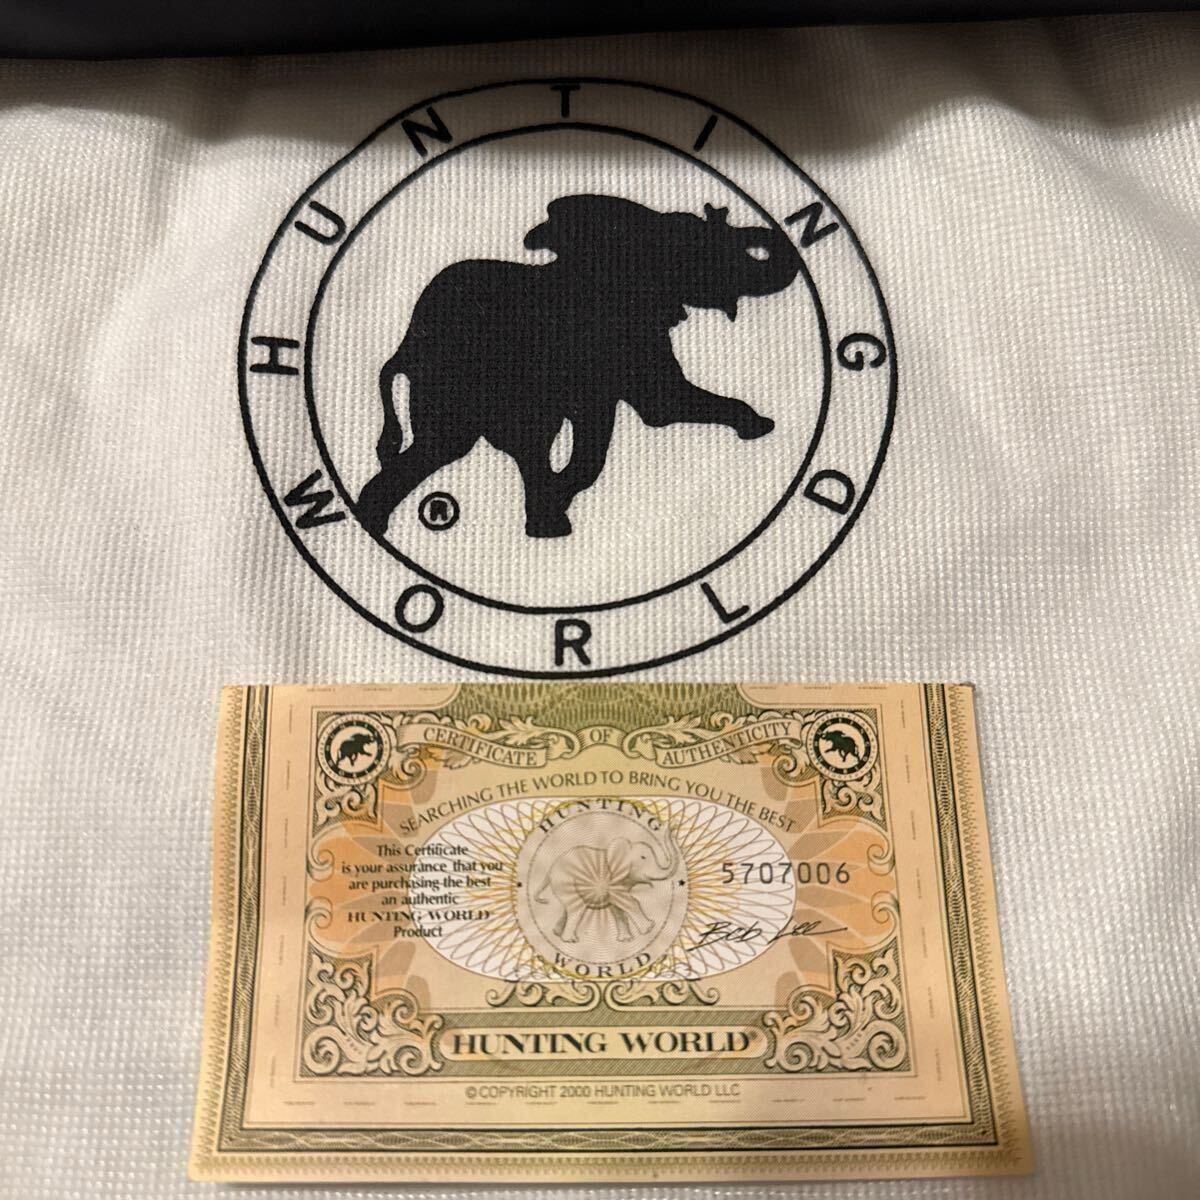 HUNTING
WORLD
®
CERTIFICATE OF AUTHENTICITY
SEARCHING THE WORLD TO BRING YOU THE BEST
This Certificate
is your assurance that you
are purchasing the best
an authentic
HUNTING WORLD®
Product
HUNTING
WORLD
5707006
Bob Lee
HUNTING WORLD®
©COPYRIGHT 2000 HUNTING WORLD LLC